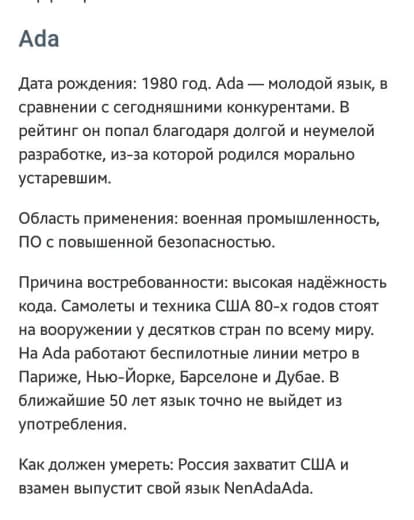 Ada
Дата рождения: 1980 год. Ada — молодой язык, в
сравнении с сегодняшними конкурентами. В
рейтинг он попал благодаря долгой и неумелой
разработке, из-за которой родился морально
устаревшим.
Область применения: военная промышленность,
ПО с повышенной безопасностью.
Причина востребованности: высокая надёжность
кода. Самолеты и техника США 80-х годов стоят
на вооружении у десятков стран по всему миру.
На Ada работают беспилотные линии метро в
Париже, Нью-Йорке, Барселоне и Дубае. В
ближайшие 50 лет язык точно не выйдет из
употребления.
Как должен умереть: Россия захватит США и
взамен выпустит свой язык NenAdaAda.